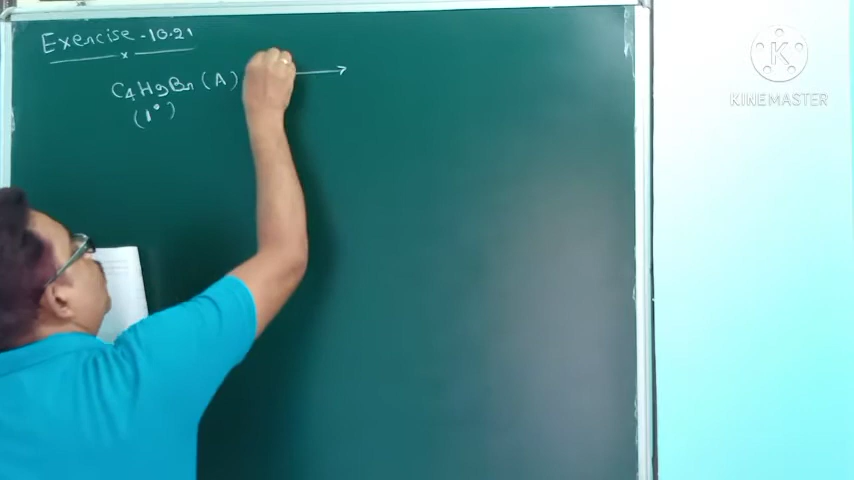 Exercise-10.21
C4H9Br (A)
(1°)
K
KINEMASTER